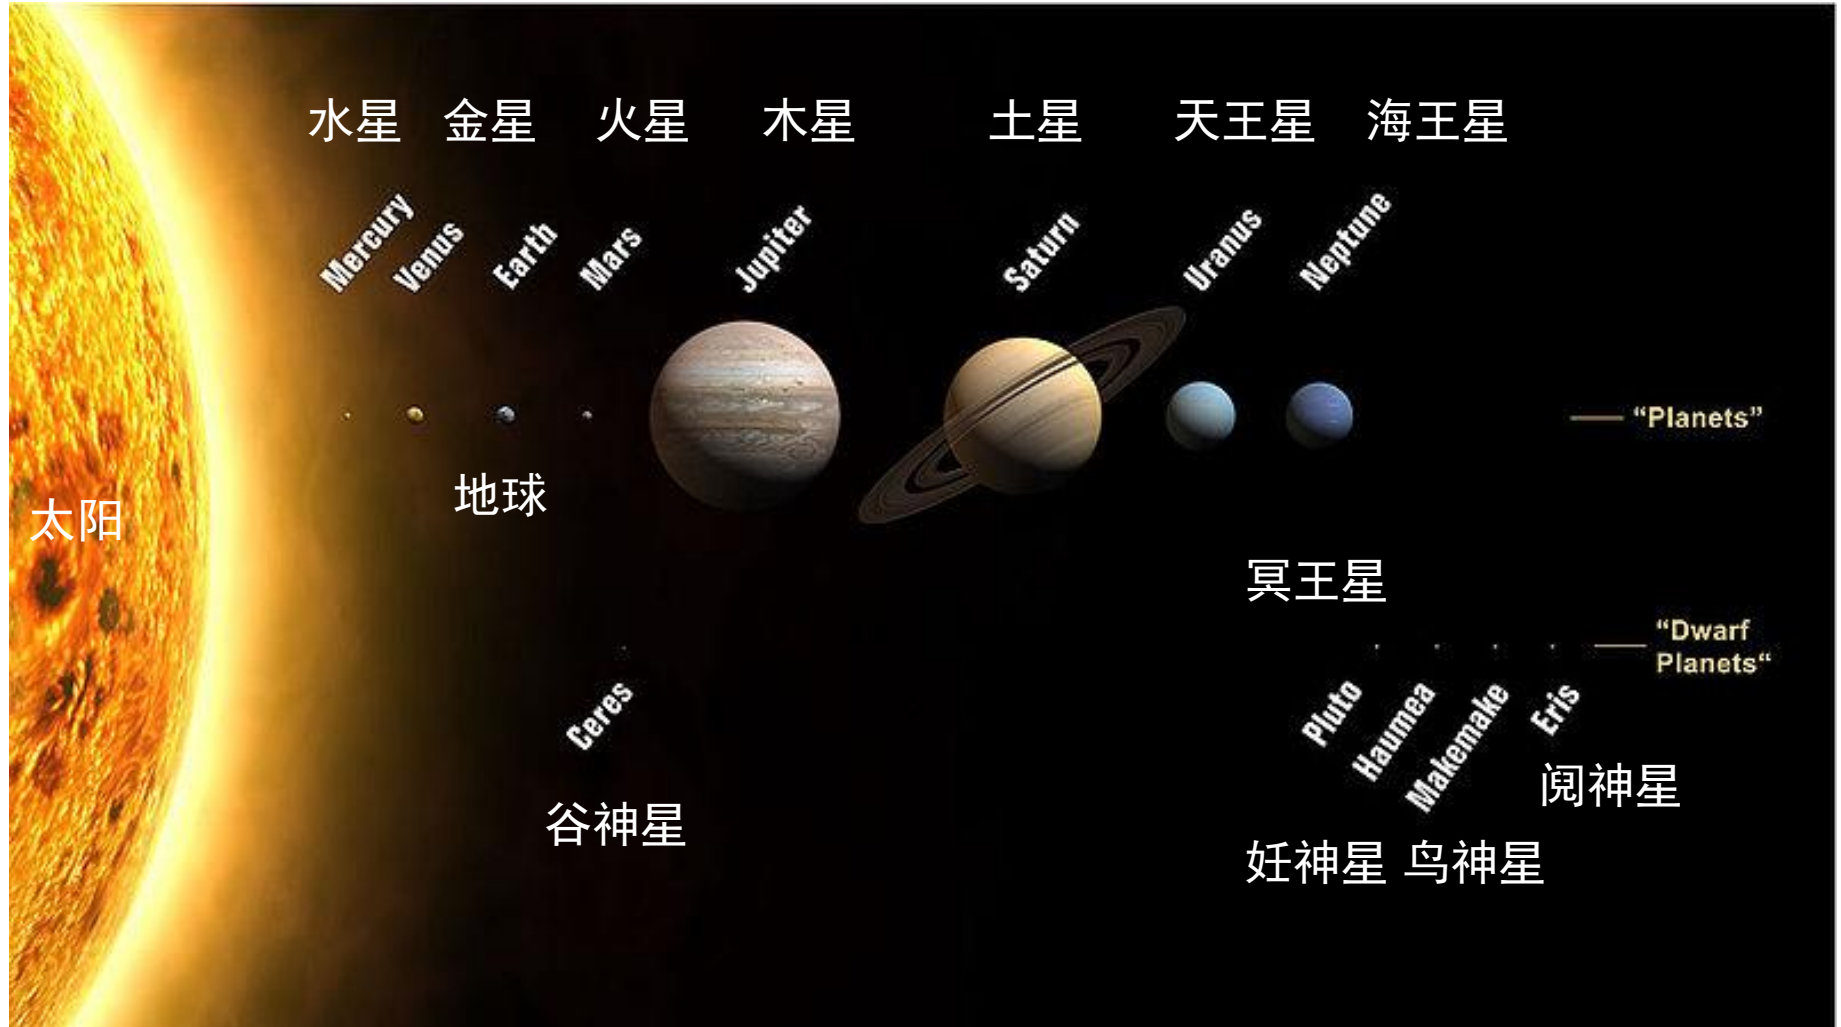 水星 金星 火星 木星 土星 天王星 海王星
Mercury Venus Earth Mars Jupiter Saturn Uranus Neptune
“Planets”
地球
太阳
冥王星
“Dwarf
Planets“
Ceres Pluto Haumea Makemake Eris
阋神星
谷神星
妊神星 鸟神星